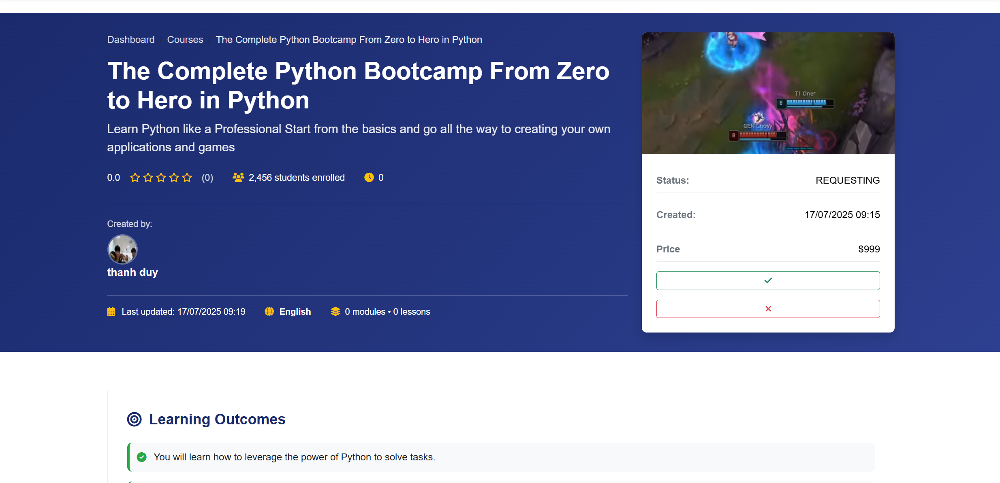 Dashboard / Courses / The Complete Python Bootcamp From Zero to Hero in Python
The Complete Python Bootcamp From Zero
to Hero in Python
Learn Python like a Professional Start from the basics and go all the way to creating your own
applications and games
0.0 (0) 2,456 students enrolled 0
Created by:
thanh duy
Last updated: 17/07/2025 09:19 English 0 modules • 0 lessons
T1 Oner
8
GEN Chovy
8
Status: REQUESTING
Created: 17/07/2025 09:15
Price $999
Learning Outcomes
You will learn how to leverage the power of Python to solve tasks.